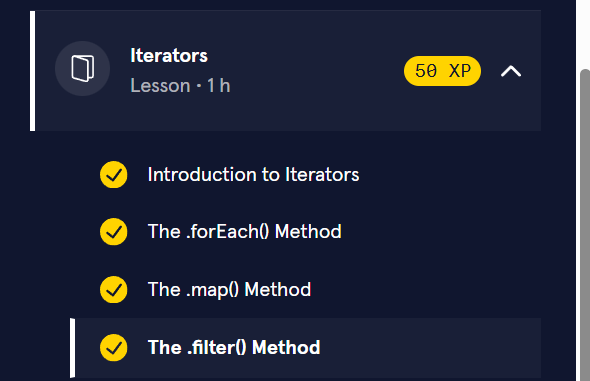 Iterators
Lesson • 1 h
50 XP
Introduction to Iterators
The .forEach() Method
The .map() Method
The .filter() Method